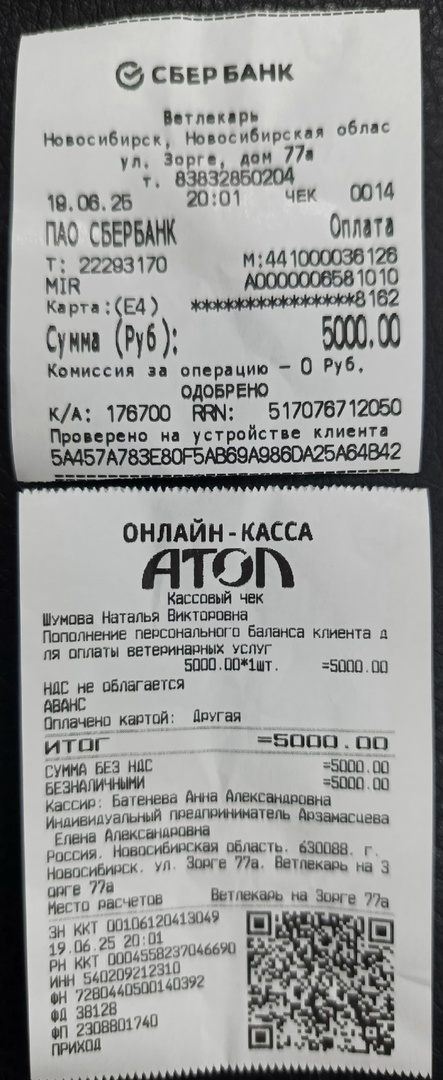 СБЕР БАНК
Ветлекарь
Новосибирск, Новосибирская облас
ул. Зорге, дом 77а
т. 83832850204
19.06.25 20:01 ЧЕК 0014
ПАО СБЕРБАНК Оплата
Т: 22293170 М:441000036126
MIR A0000006581010
Карта:(E4) ***************8162
Сумма (Руб): 5000.00
Комиссия за операцию – 0 Руб.
ОДОБРЕНО
К/А: 176700 RRN: 517076712050
Проверено на устройстве клиента
5A457A783E80F5AB69A986DA25A64B42
ОНЛАЙН-КАССА
АТОЛ
Кассовый чек
Шумова Наталья Викторовна
Пополнение персонального баланса клиента д
ля оплаты ветеринарных услуг
5000.00*1шт. =5000.00
НДС не облагается
АВАНС
Оплачено картой: Другая
ИТОГ =5000.00
СУММА БЕЗ НДС =5000.00
БЕЗНАЛИЧНЫМИ =5000.00
Кассир: Батенева Анна Александровна
Индивидуальный предприниматель Арзамасцева
Елена Александровна
Россия. Новосибирская область. 630088. г.
Новосибирск. ул. Зорге 77а. Ветлекарь на З
орге 77а
Место расчетов Ветлекарь на Зорге 77а
ЗН ККТ 00106120413049
19.06.25 20:01
РН ККТ 0004558237046690
ИНН 540209212310
ФН 7280440500140392
ФД 38128
ФП 2308801740
ПРИХОД